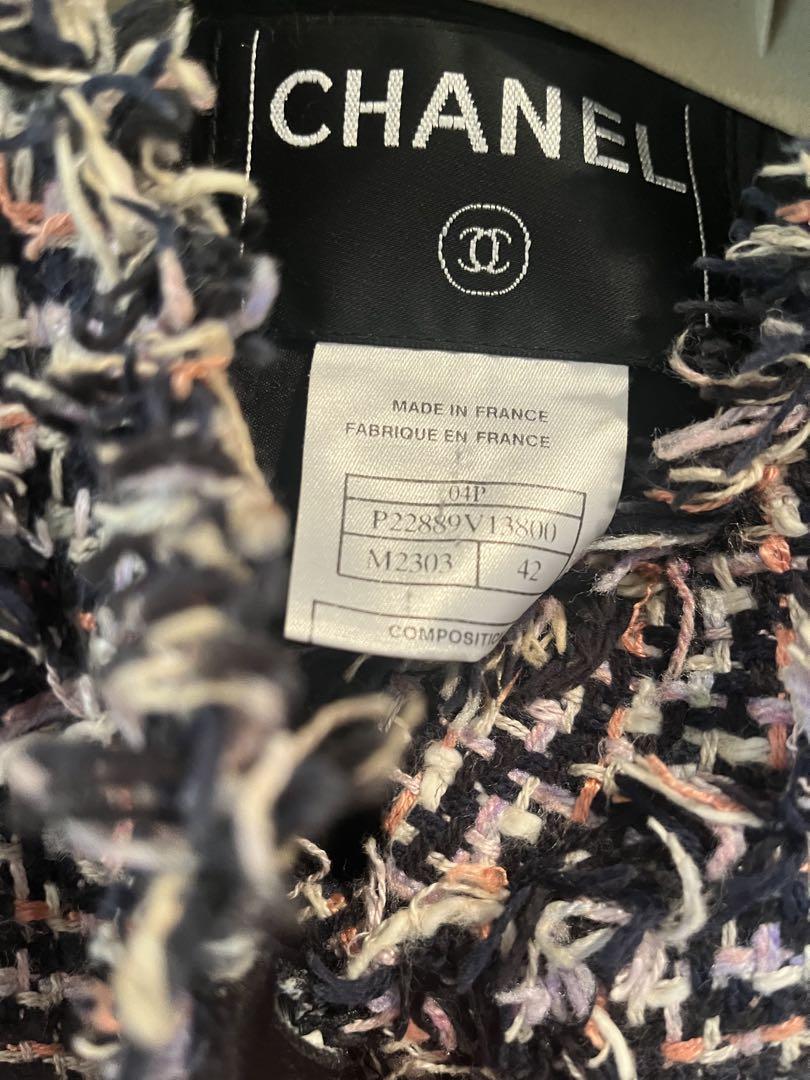 CHANEL
MADE IN FRANCE
FABRIQUE EN FRANCE
04P
P22889V13800
M2303 42
COMPOSITION